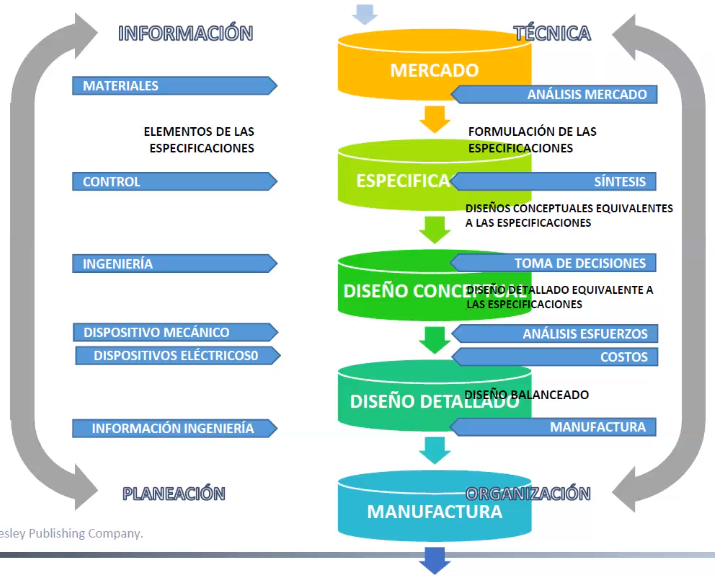 INFORMACIÓN
TÉCNICA
MERCADO
MATERIALES
ANÁLISIS MERCADO
ELEMENTOS DE LAS
ESPECIFICACIONES
FORMULACIÓN DE LAS
ESPECIFICACIONES
CONTROL
ESPECIFICA
SÍNTESIS
DISEÑOS CONCEPTUALES EQUIVALENTES
A LAS ESPECIFICACIONES
INGENIERÍA
TOMA DE DECISIONES
DISEÑO CONCEPTUAL
DISEÑO DETALLADO EQUIVALENTE A
LAS ESPECIFICACIONES
DISPOSITIVO MECÁNICO
ANÁLISIS ESFUERZOS
DISPOSITIVOS ELÉCTRICOS0
COSTOS
DISEÑO BALANCEADO
DISEÑO DETALLADO
INFORMACIÓN INGENIERÍA
MANUFACTURA
PLANEACIÓN
ORGANIZACIÓN
MANUFACTURA
esley Publishing Company.